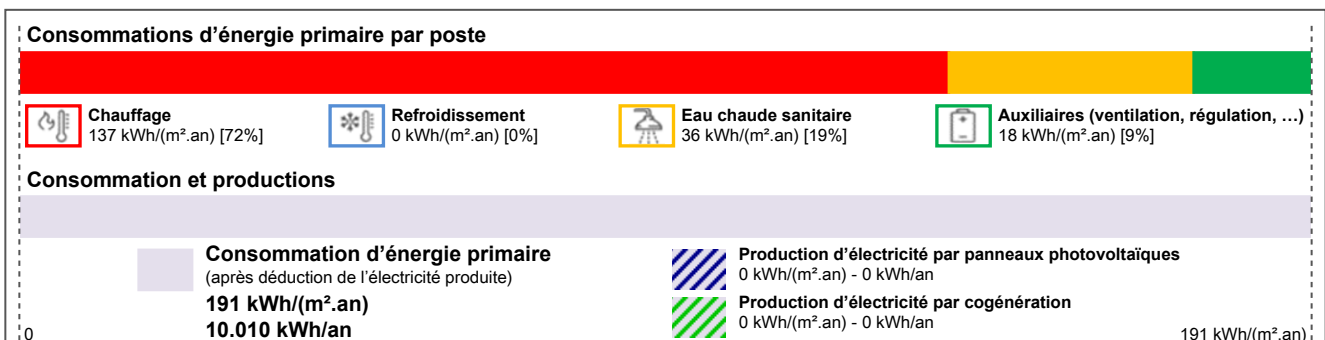 Consommations d’énergie primaire par poste
Chauffage
137 kWh/(m².an) [72%]
Refroidissement
0 kWh/(m².an) [0%]
Eau chaude sanitaire
36 kWh/(m².an) [19%]
Auxiliaires (ventilation, régulation, …)
18 kWh/(m².an) [9%]
Consommation et productions
Consommation d’énergie primaire
(après déduction de l’électricité produite)
191 kWh/(m².an)
10.010 kWh/an
Production d’électricité par panneaux photovoltaïques
0 kWh/(m².an) - 0 kWh/an
Production d’électricité par cogénération
0 kWh/(m².an) - 0 kWh/an
0
191 kWh/(m².an)